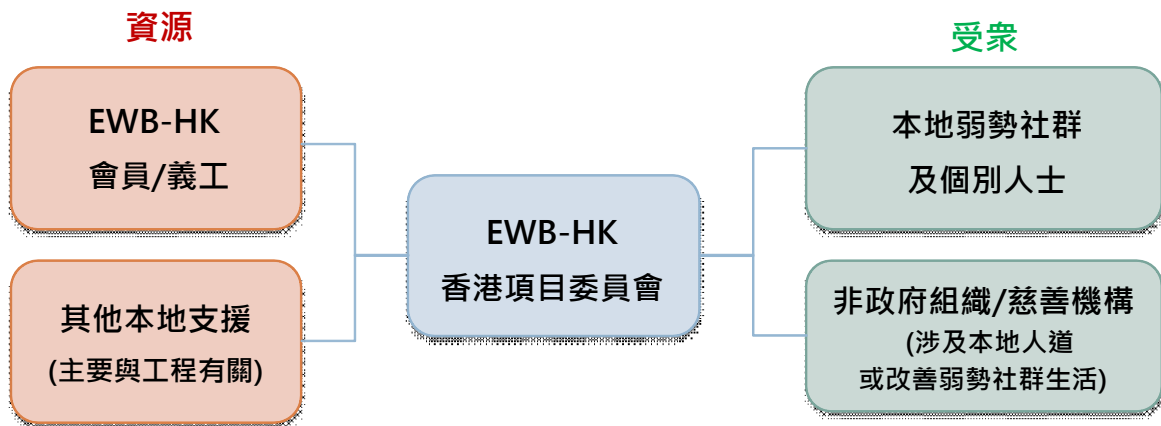 資源
EWB-HK
會員/義工
其他本地支援
(主要與工程有關)
EWB-HK
香港項目委員會
受衆
本地弱勢社群
及個別人士
非政府組織/慈善機構
(涉及本地人道
或改善弱勢社群生活)